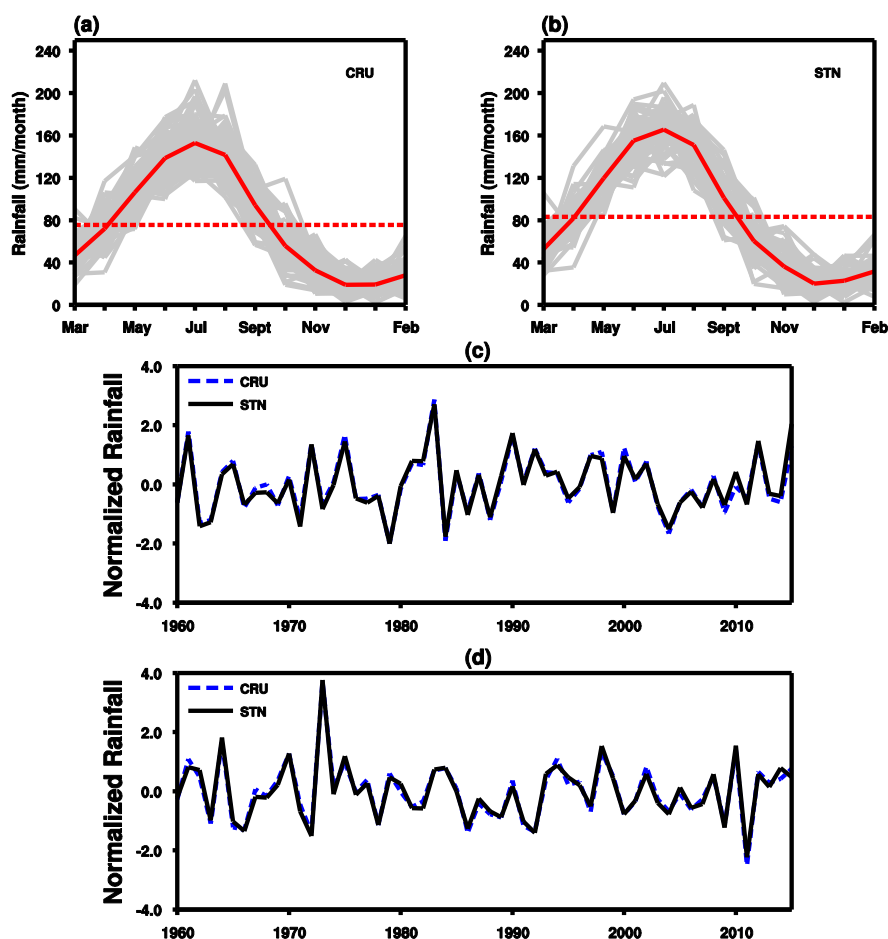 (a)
Rainfall (mm/month)
240
200
160
120
80
40
0
CRU
Mar May Jul Sept Nov Feb
(b)
Rainfall (mm/month)
240
200
160
120
80
40
0
STN
Mar May Jul Sept Nov Feb
(c)
Normalized Rainfall
4.0
2.0
0.0
-2.0
-4.0
CRU
STN
1960 1970 1980 1990 2000 2010
(d)
Normalized Rainfall
4.0
2.0
0.0
-2.0
-4.0
CRU
STN
1960 1970 1980 1990 2000 2010